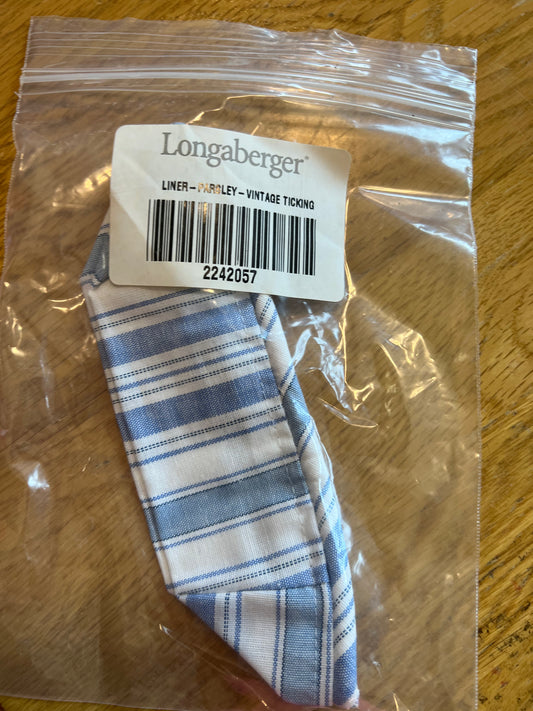 Longaberger®
LINER-PARSLEY-VINTAGE TICKING
2242057